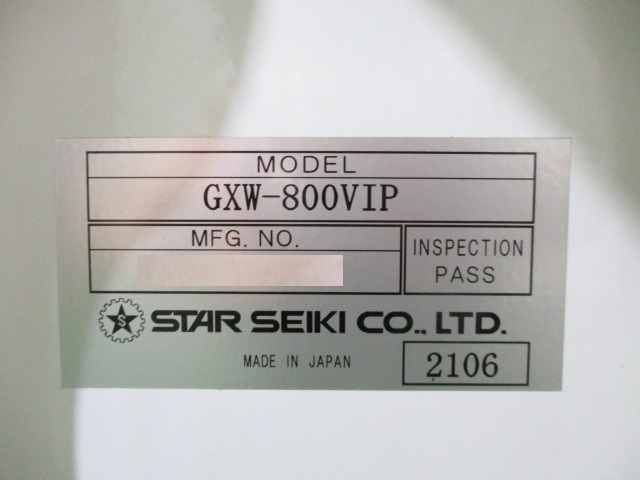 MODEL
GXW-800VIP
MFG. NO.
INSPECTION
PASS
S
STAR SEIKI CO., LTD.
MADE IN JAPAN
2106